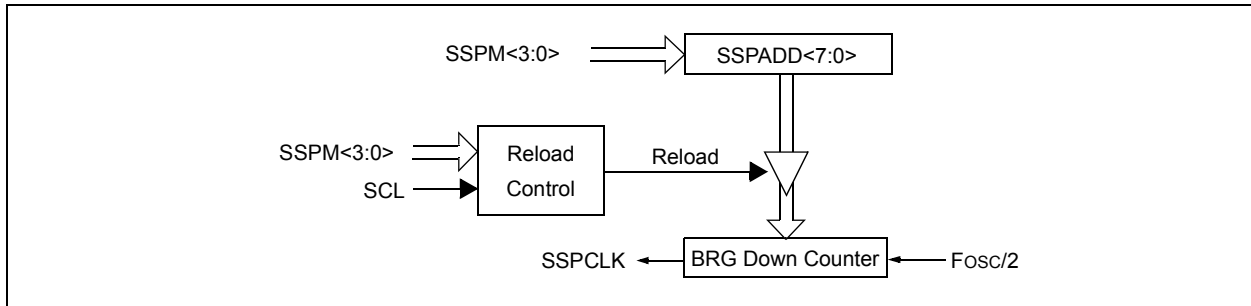 SSPM<3:0>
SSPADD<7:0>
SSPM<3:0>
SCL
Reload
Control
Reload
SSPCLK
BRG Down Counter
FOSC/2